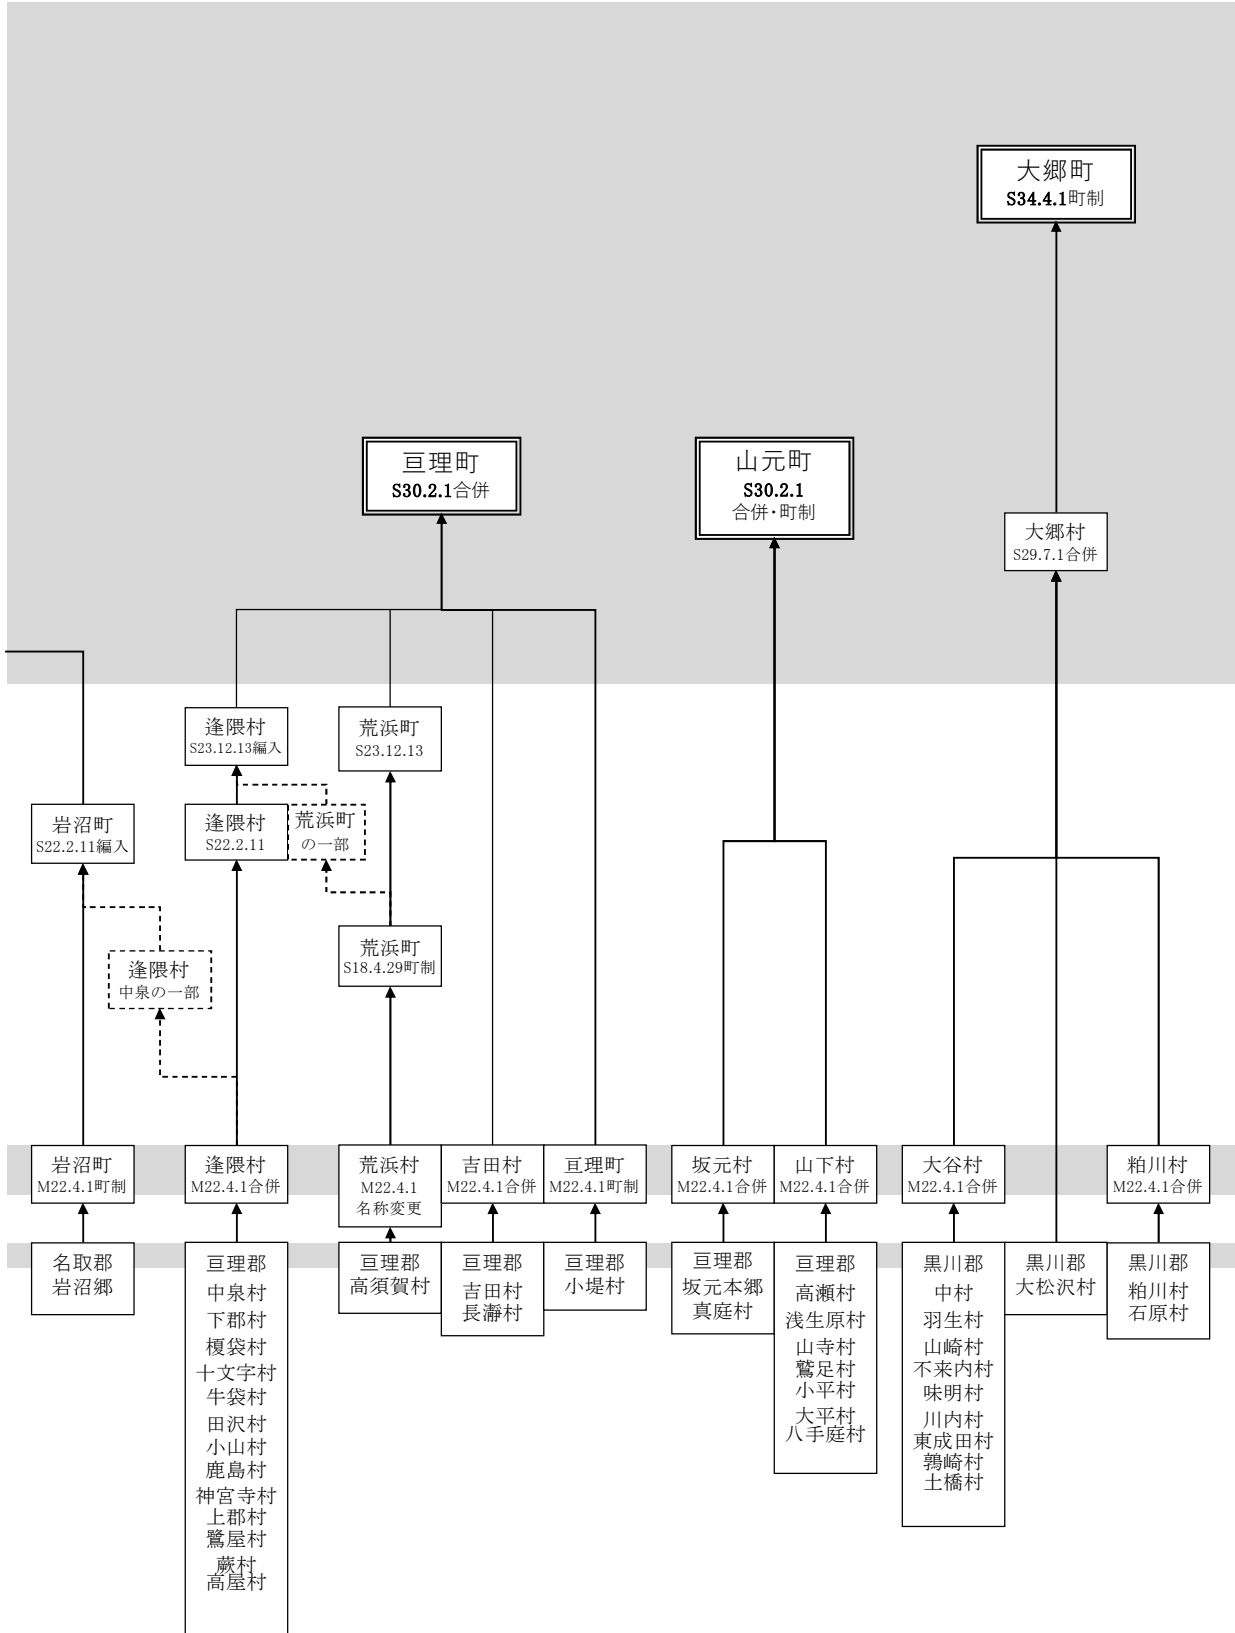 大郷町
S34.4.1町制
亘理町
S30.2.1合併
山元町
S30.2.1
合併・町制
大郷村
S29.7.1合併
逢隈村
S23.12.13編入
荒浜町
S23.12.13
岩沼町
S22.2.11編入
逢隈村
S22.2.11
荒浜町
の一部
荒浜町
S18.4.29町制
逢隈村
中泉の一部
岩沼町
M22.4.1町制
逢隈村
M22.4.1合併
荒浜村
M22.4.1
名称変更
吉田村
M22.4.1合併
亘理町
M22.4.1町制
坂元村
M22.4.1合併
山下村
M22.4.1合併
大谷村
M22.4.1合併
粕川村
M22.4.1合併
名取郡
岩沼郷
亘理郡
中泉村
下郡村
榎袋村
十文字村
牛袋村
田沢村
小山村
鹿島村
神宮寺村
上郡村
鷺屋村
蕨村
高屋村
亘理郡
高須賀村
亘理郡
吉田村
長瀞村
亘理郡
小堤村
亘理郡
坂元本郷
真庭村
亘理郡
高瀬村
浅生原村
山寺村
鷲足村
小平村
大平村
八手庭村
黒川郡
中村
羽生村
山崎村
不来内村
味明村
川内村
東成田村
鶉崎村
土橋村
黒川郡
大松沢村
黒川郡
粕川村
石原村